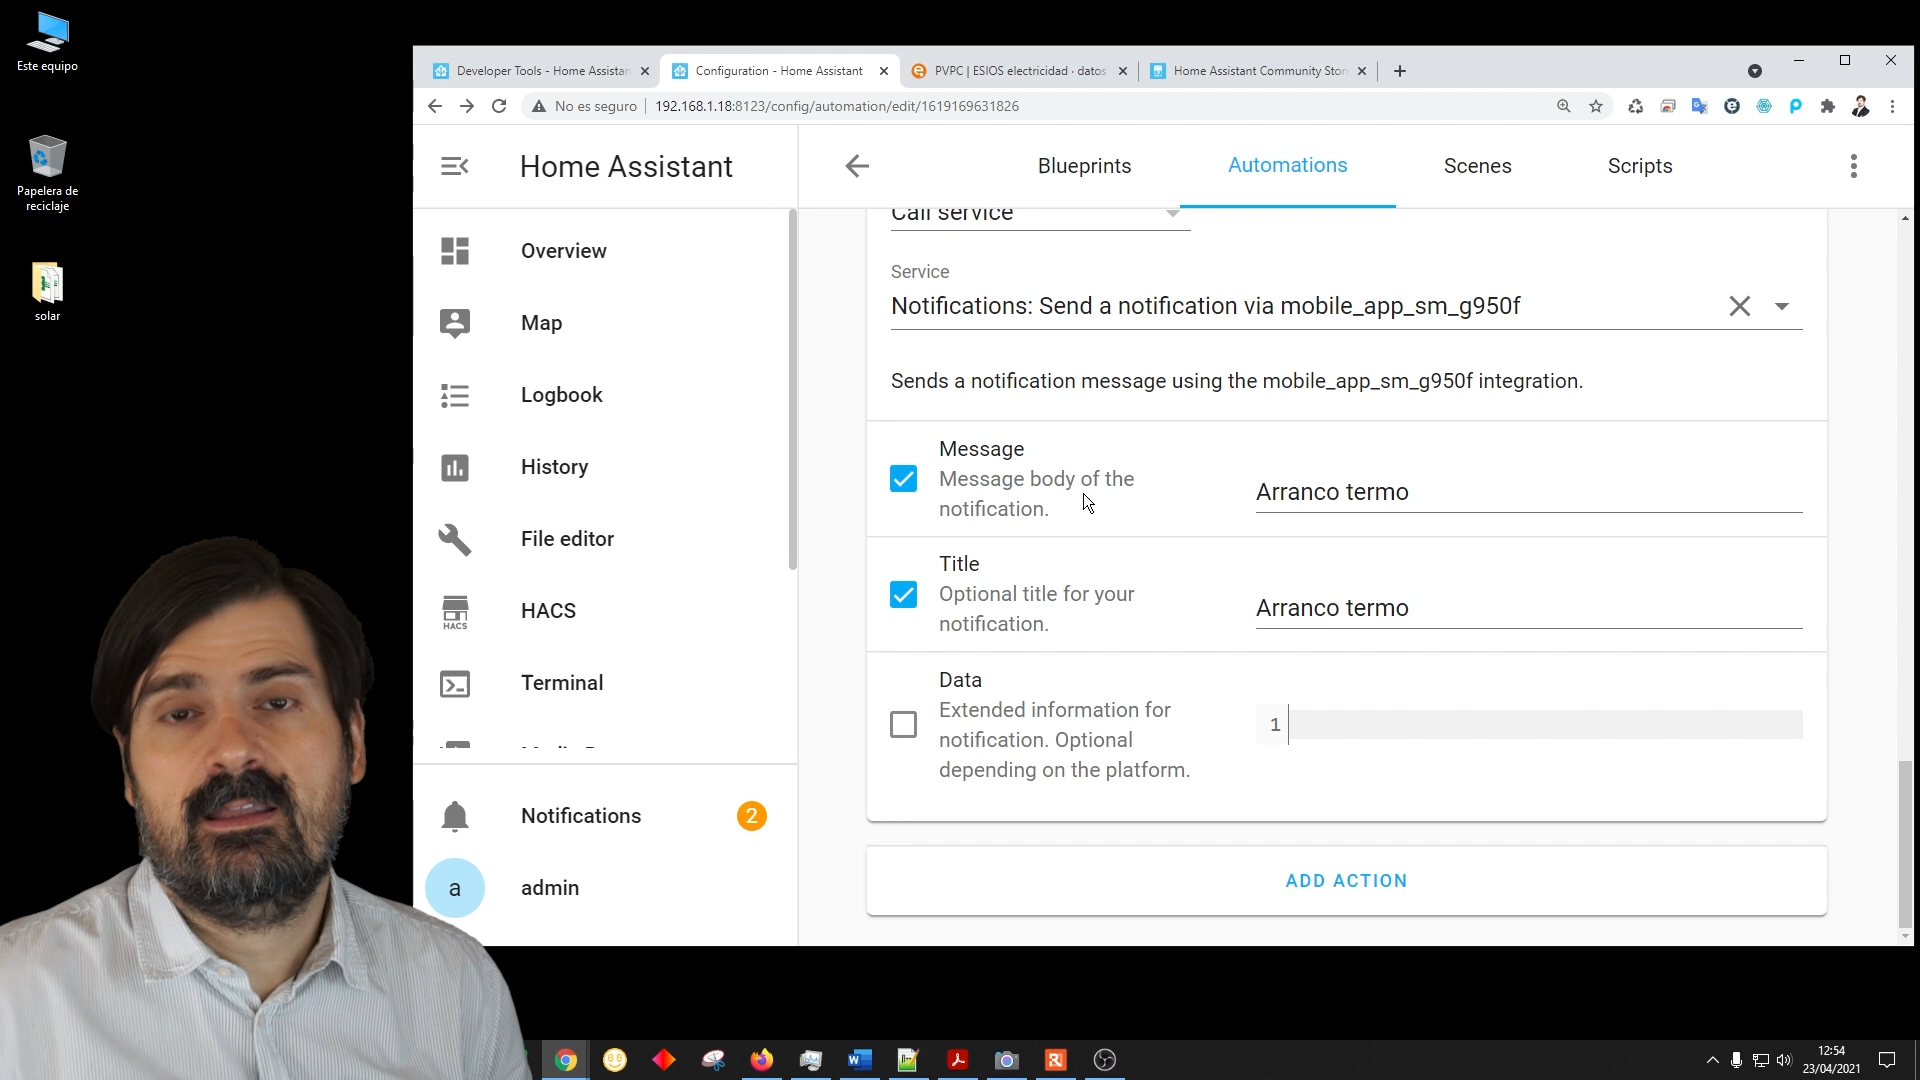 Este equipo
Papelera de
reciclaje
solar
Developer Tools - Home Assistan
Configuration - Home Assistant
PVPC | ESIOS electricidad · datos
Home Assistant Community Store
No es seguro
192.168.1.18:8123/config/automation/edit/1619169631826
Home Assistant
Blueprints
Automations
Scenes
Scripts
Overview
Map
Logbook
History
File editor
HACS
HACS
Terminal
Notifications
2
a
admin
Call service
Service
Notifications: Send a notification via mobile_app_sm_g950f
Sends a notification message using the mobile_app_sm_g950f integration.
Message
Message body of the
notification.
Arranco termo
Title
Optional title for your
notification.
Arranco termo
Data
Extended information for
notification. Optional
depending on the platform.
1
ADD ACTION
12:54
23/04/2021